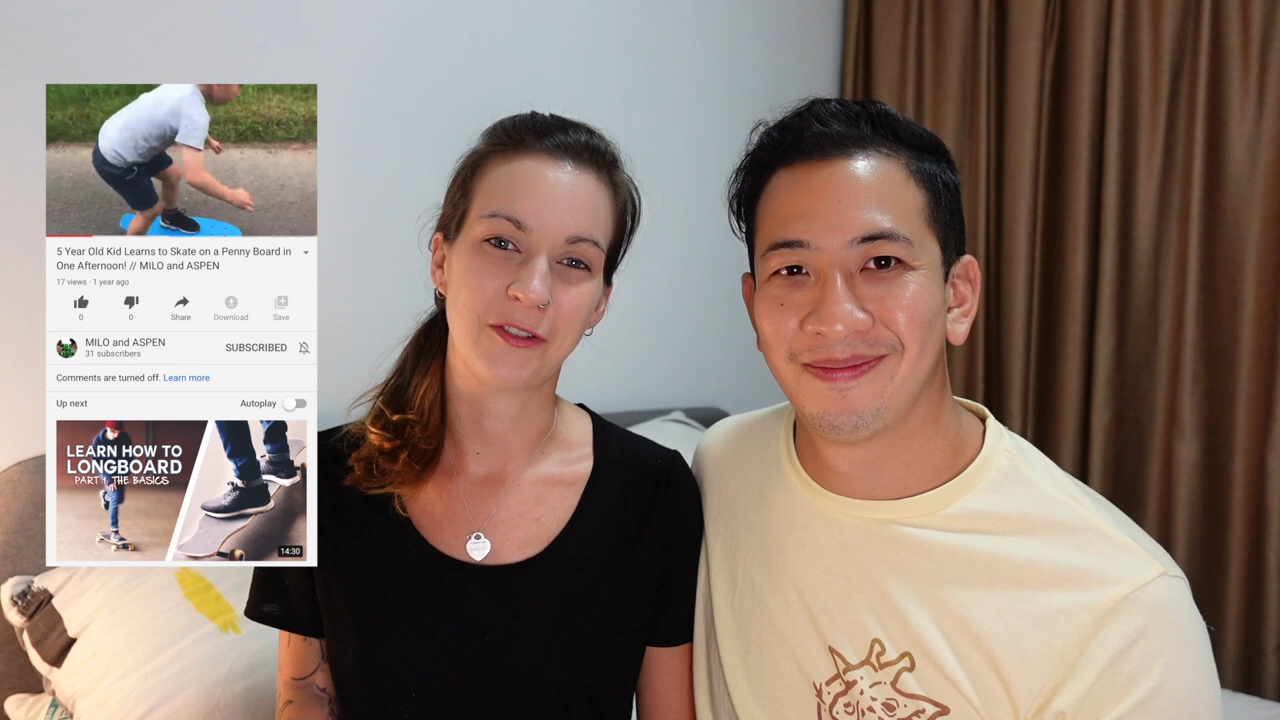 5 Year Old Kid Learns to Skate on a Penny Board in
One Afternoon! // MILO and ASPEN
17 views · 1 year ago
0
0
Share
Download
Save
MILO and ASPEN
31 subscribers
SUBSCRIBED
Comments are turned off. Learn more
Up next
Autoplay
LEARN HOW TO
LONGBOARD
PART 1: THE BASICS
14:30